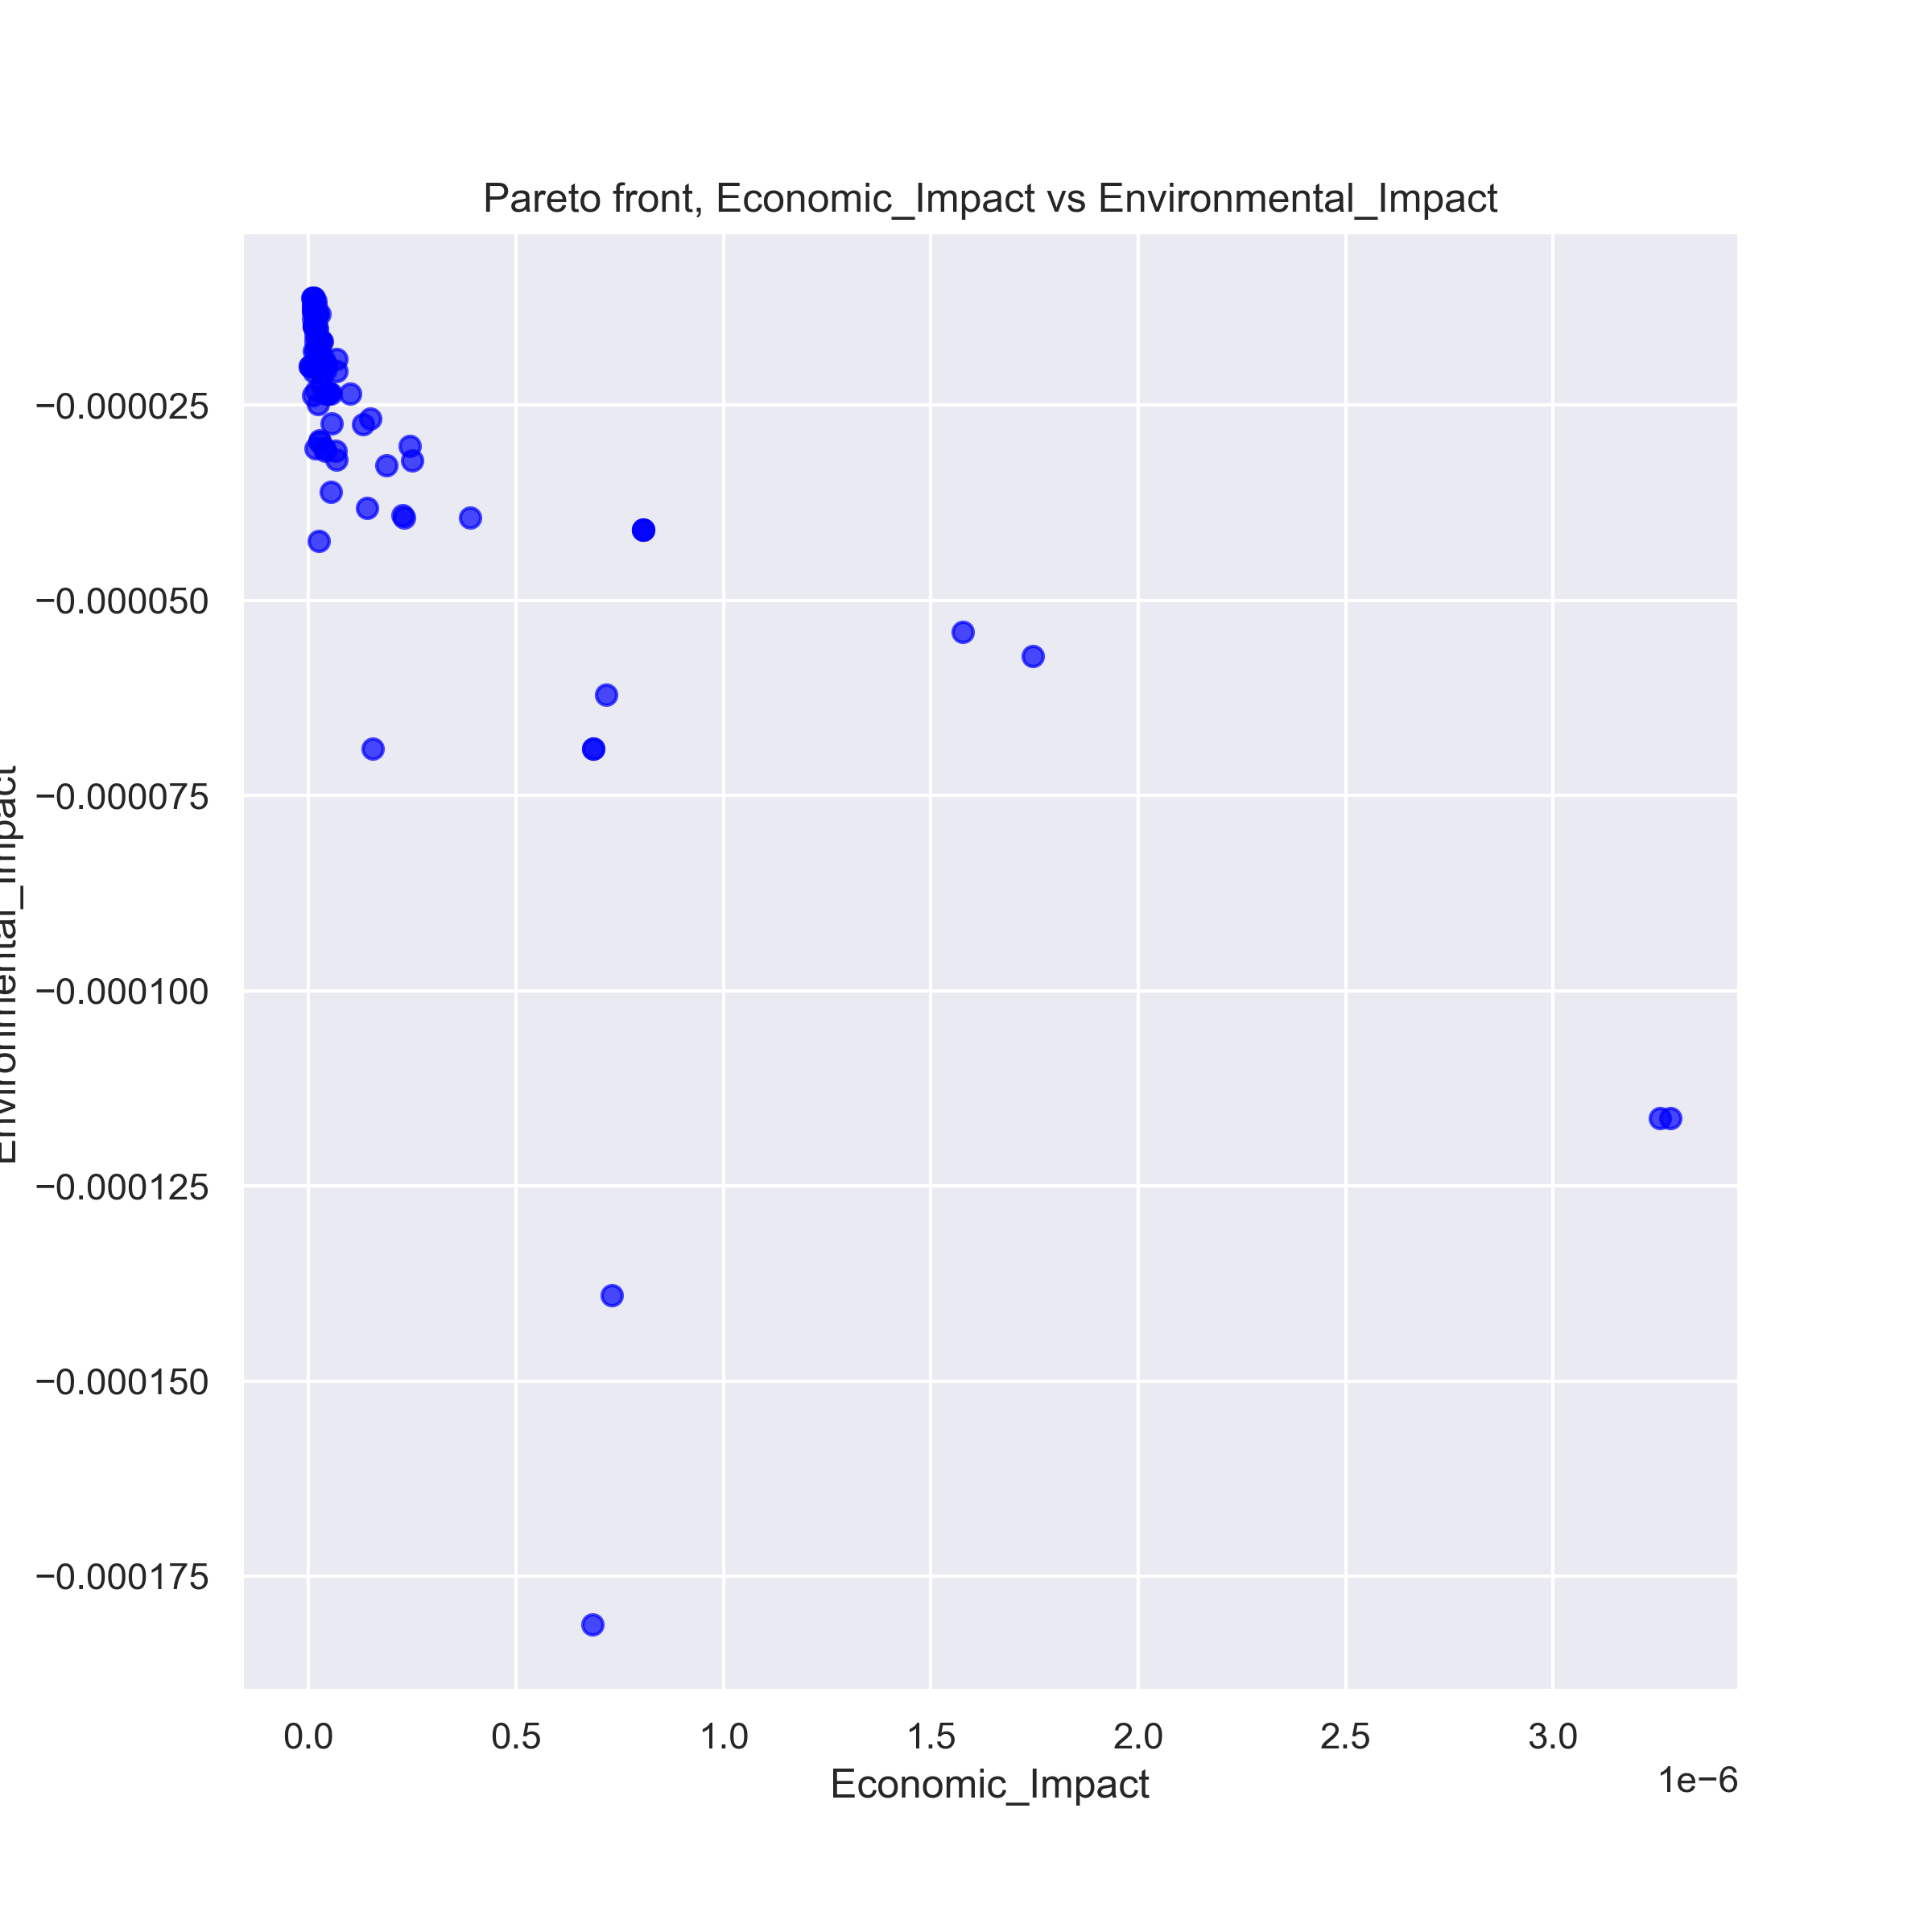 Pareto front, Economic_Impact vs Environmental_Impact
−0.000025
−0.000050
−0.000075
−0.000100
−0.000125
−0.000150
−0.000175
Environmental_Impact
0.0 0.5 1.0 1.5 2.0 2.5 3.0
Economic_Impact
1e−6